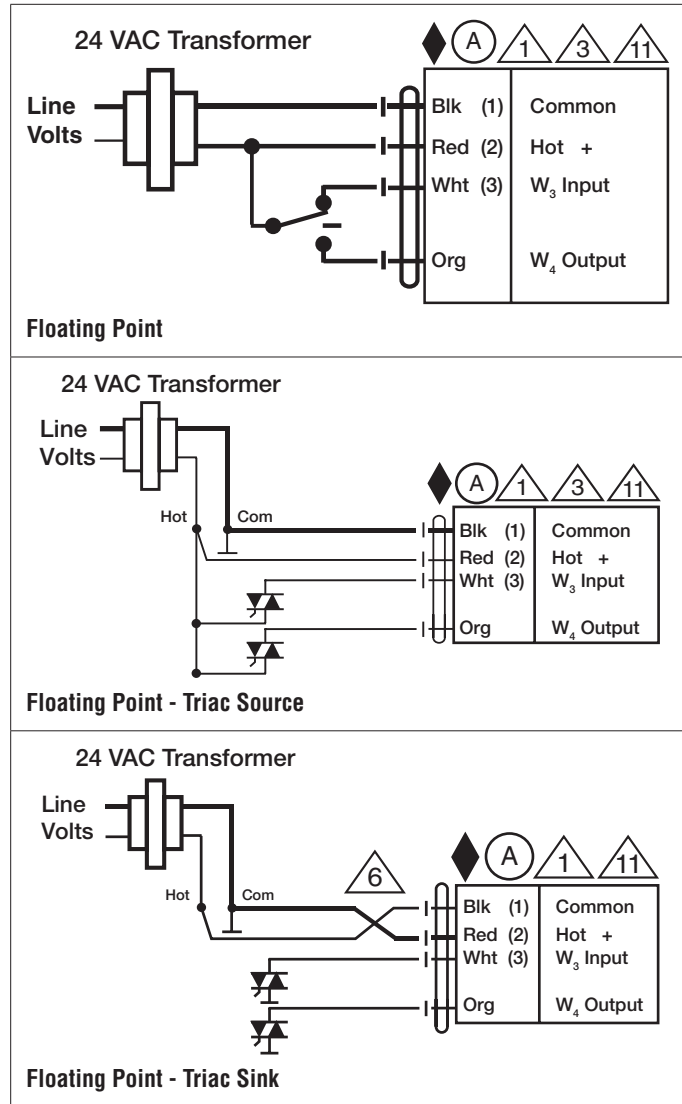 24 VAC Transformer
A 1 3 11
Line Volts
Blk (1) Common
Red (2) Hot +
Wht (3) W₃ Input
Org W₄ Output
Floating Point
24 VAC Transformer
Line Volts
A 1 3 11
Hot Com
Blk (1) Common
Red (2) Hot +
Wht (3) W₃ Input
Org W₄ Output
Floating Point - Triac Source
24 VAC Transformer
Line Volts
A 1 11
6
Hot Com
Blk (1) Common
Red (2) Hot +
Wht (3) W₃ Input
Org W₄ Output
Floating Point - Triac Sink